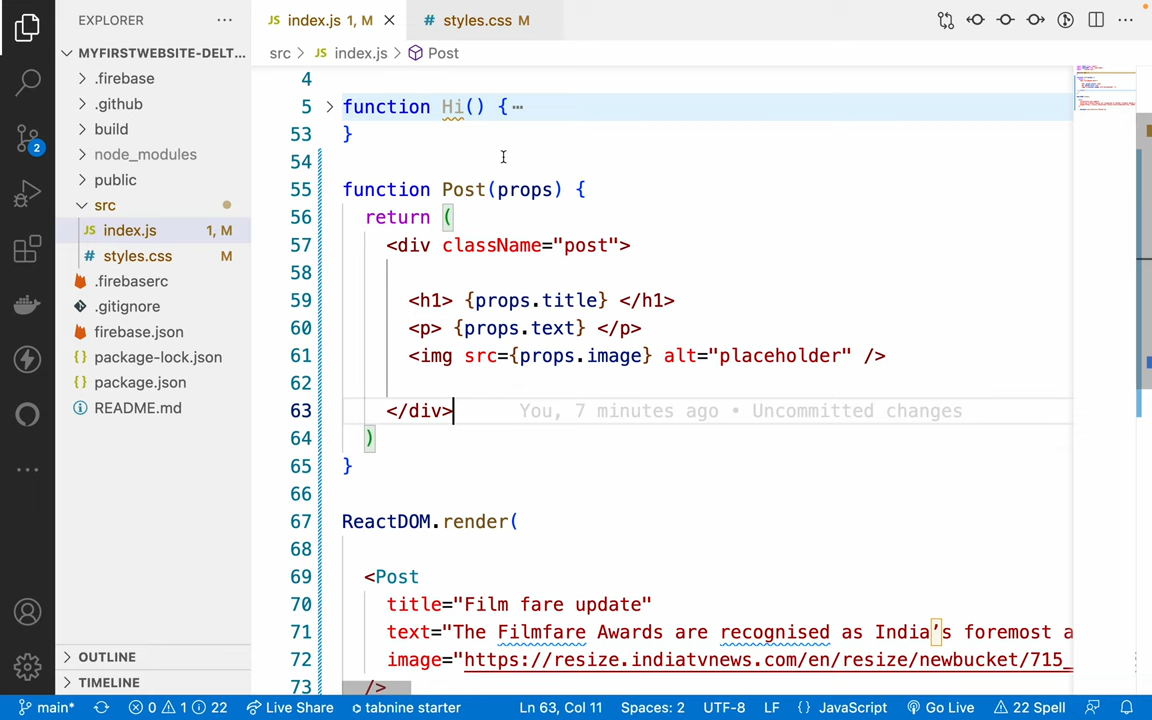 EXPLORER
MYFIRSTWEBSITE-DELT...
.firebase
.github
build
node_modules
public
src
index.js 1, M
styles.css M
.firebaserc
.gitignore
firebase.json
package-lock.json
package.json
README.md
OUTLINE
TIMELINE
2
JS index.js 1, M
# styles.css M
src > JS index.js > Post
4
5 function Hi() {
53 }
54
55 function Post(props) {
56 return (
57 <div className="post">
58
59 <h1> {props.title} </h1>
60 <p> {props.text} </p>
61 <img src={props.image} alt="placeholder" />
62
63 </div> You, 7 minutes ago • Uncommitted changes
64 )
65 }
66
67 ReactDOM.render(
68
69 <Post
70 title="Film fare update"
71 text="The Filmfare Awards are recognised as India’s foremost a
72 image="https://resize.indiatvnews.com/en/resize/newbucket/715_
73 />
main* 0 1 22 Live Share tabnine starter Ln 63, Col 11 Spaces: 2 UTF-8 LF {} JavaScript Go Live 22 Spell